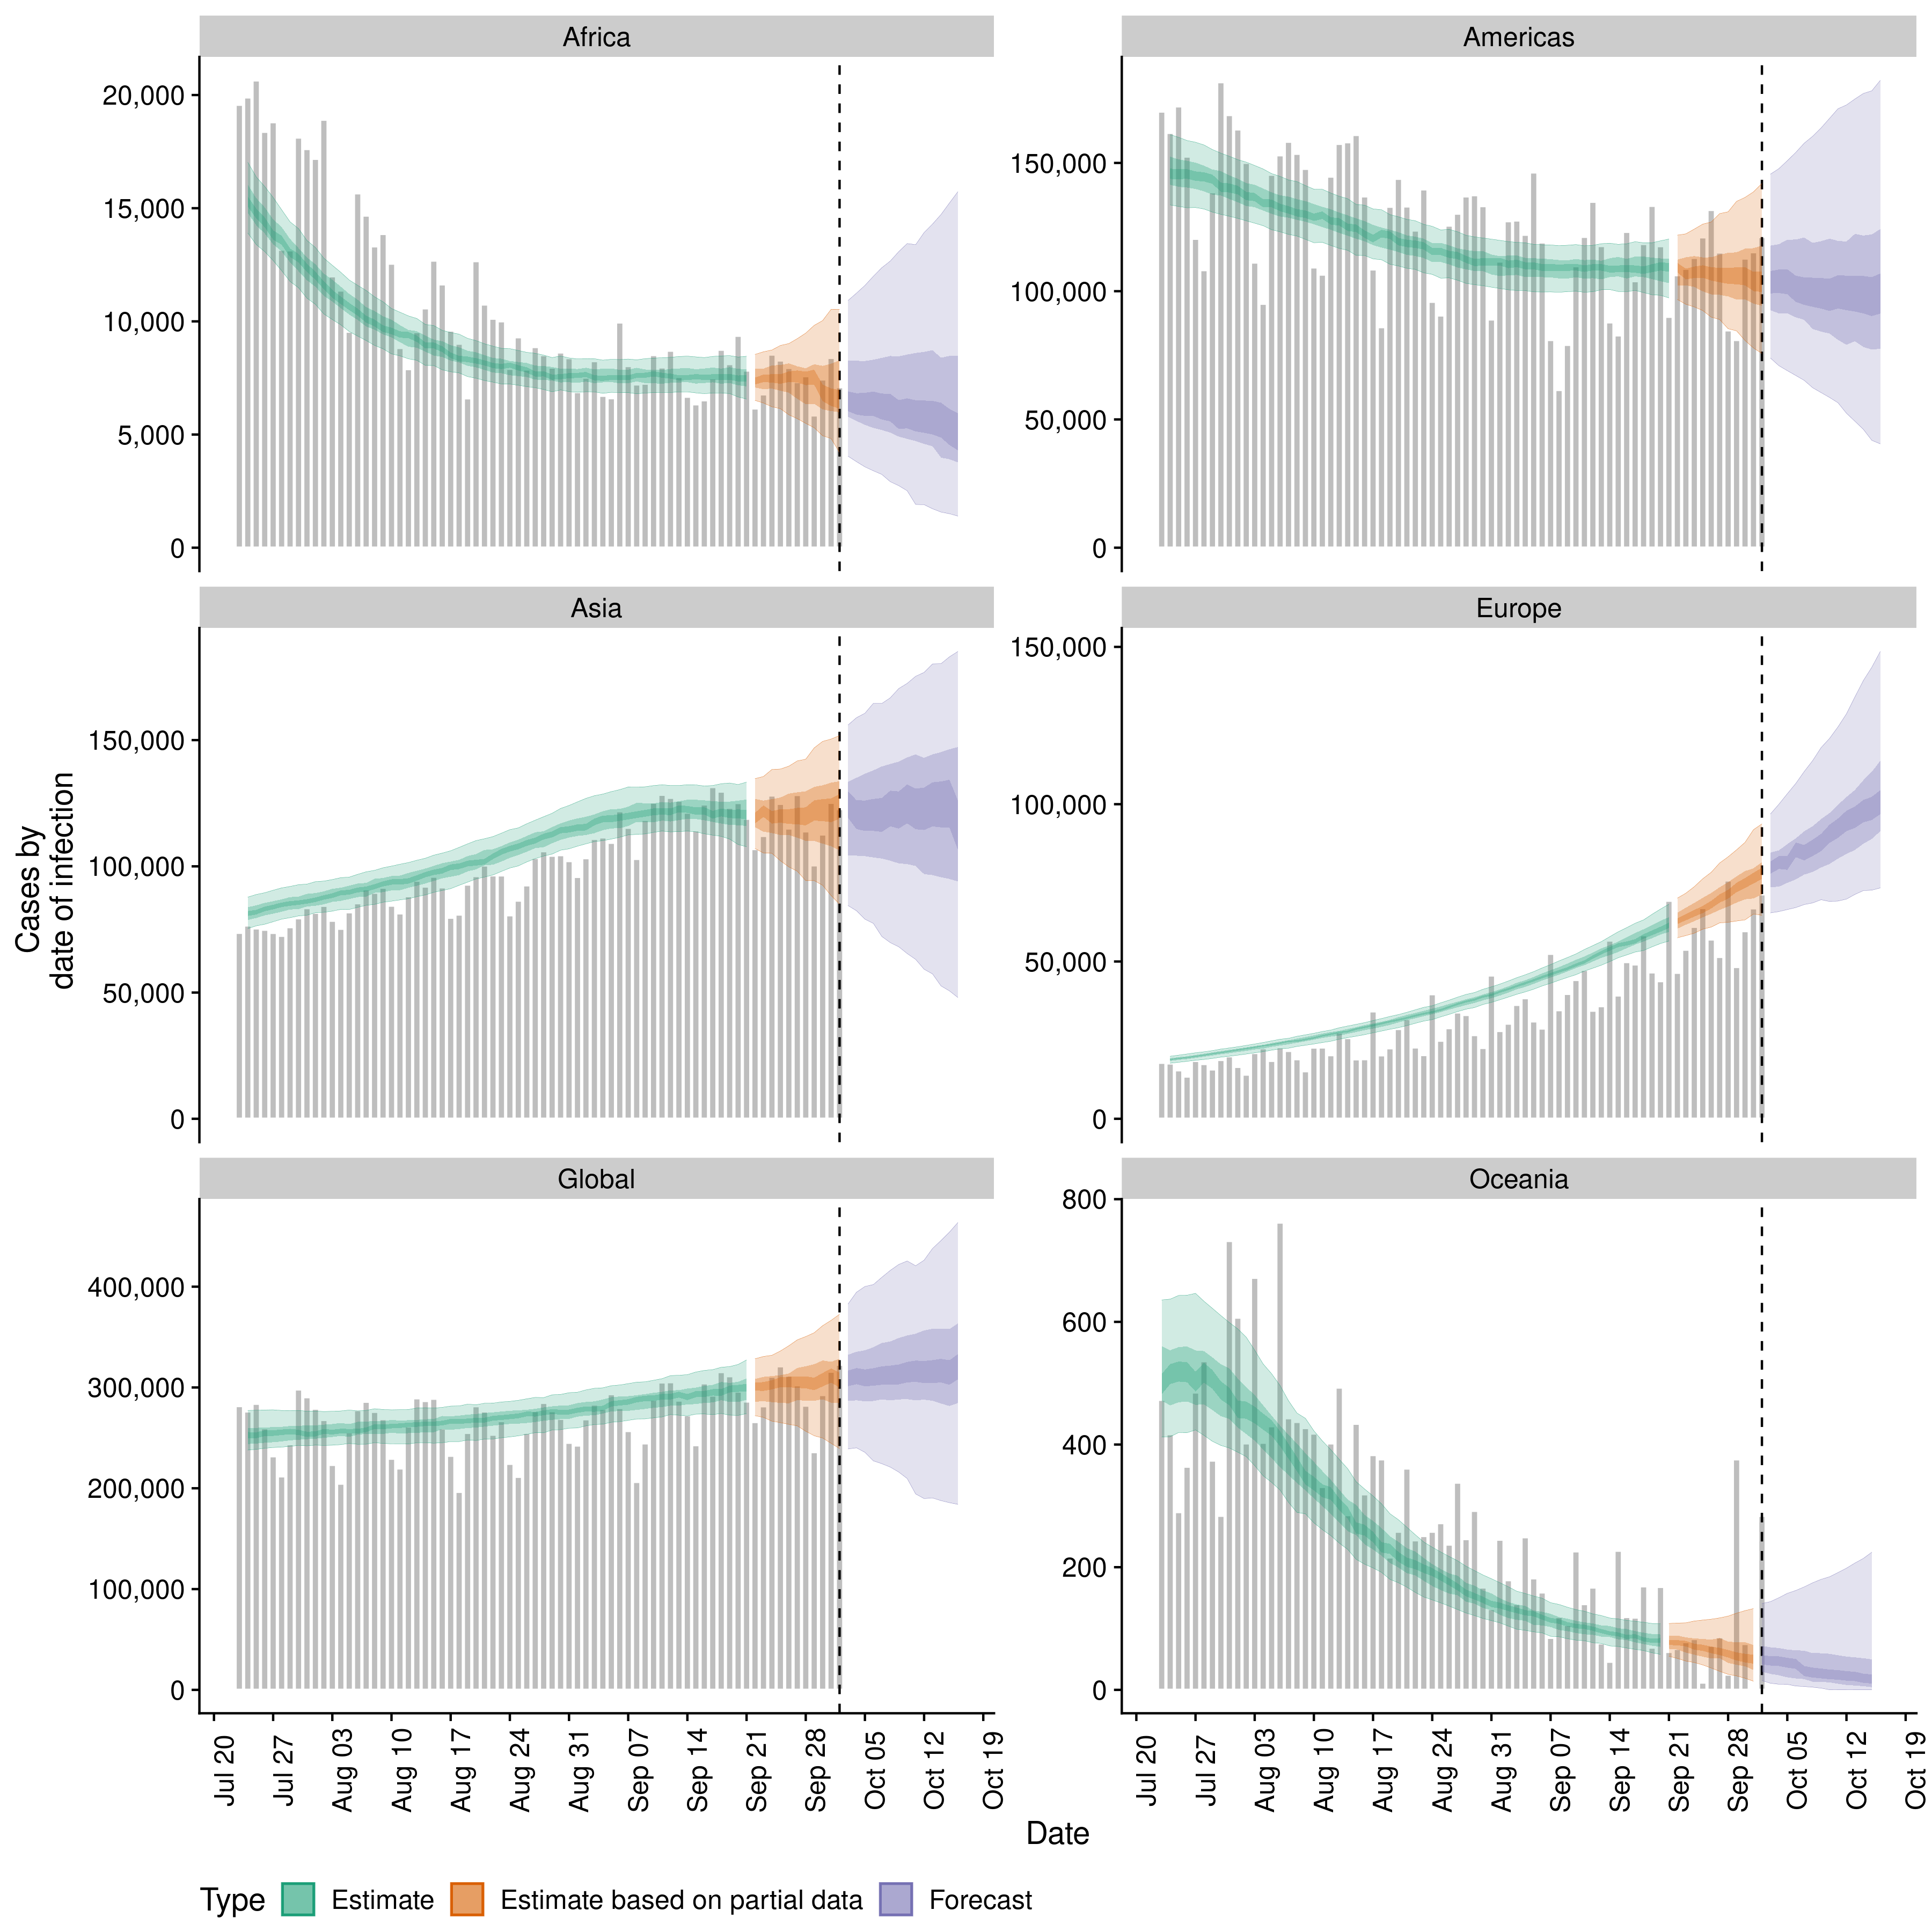 Africa
Americas
20,000
15,000
10,000
5,000
0
150,000
100,000
50,000
0
Asia
Europe
150,000
100,000
50,000
0
150,000
100,000
50,000
0
Global
Oceania
400,000
300,000
200,000
100,000
0
800
600
400
200
0
Cases by
date of infection
Jul 20
Jul 27
Aug 03
Aug 10
Aug 17
Aug 24
Aug 31
Sep 07
Sep 14
Sep 21
Sep 28
Oct 05
Oct 12
Oct 19
Jul 20
Jul 27
Aug 03
Aug 10
Aug 17
Aug 24
Aug 31
Sep 07
Sep 14
Sep 21
Sep 28
Oct 05
Oct 12
Oct 19
Date
Type Estimate Estimate based on partial data Forecast